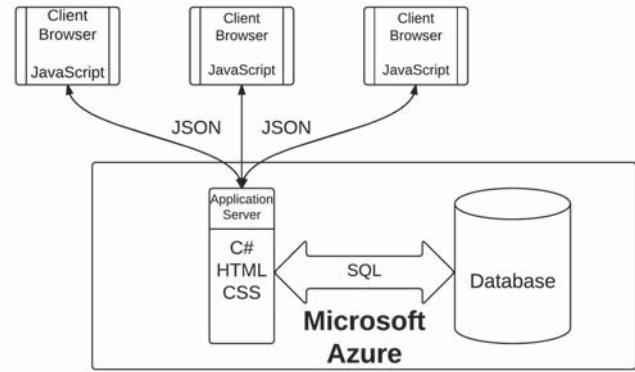 Client
Browser
JavaScript
Client
Browser
JavaScript
Client
Browser
JavaScript
JSON
JSON
Application
Server
C#
HTML
CSS
SQL
Database
Microsoft
Azure